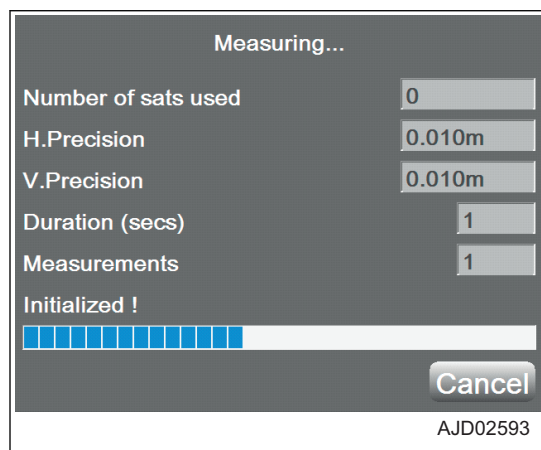 Measuring...
Number of sats used 0
H.Precision 0.010m
V.Precision 0.010m
Duration (secs) 1
Measurements 1
Initialized !
Cancel
AJD02593